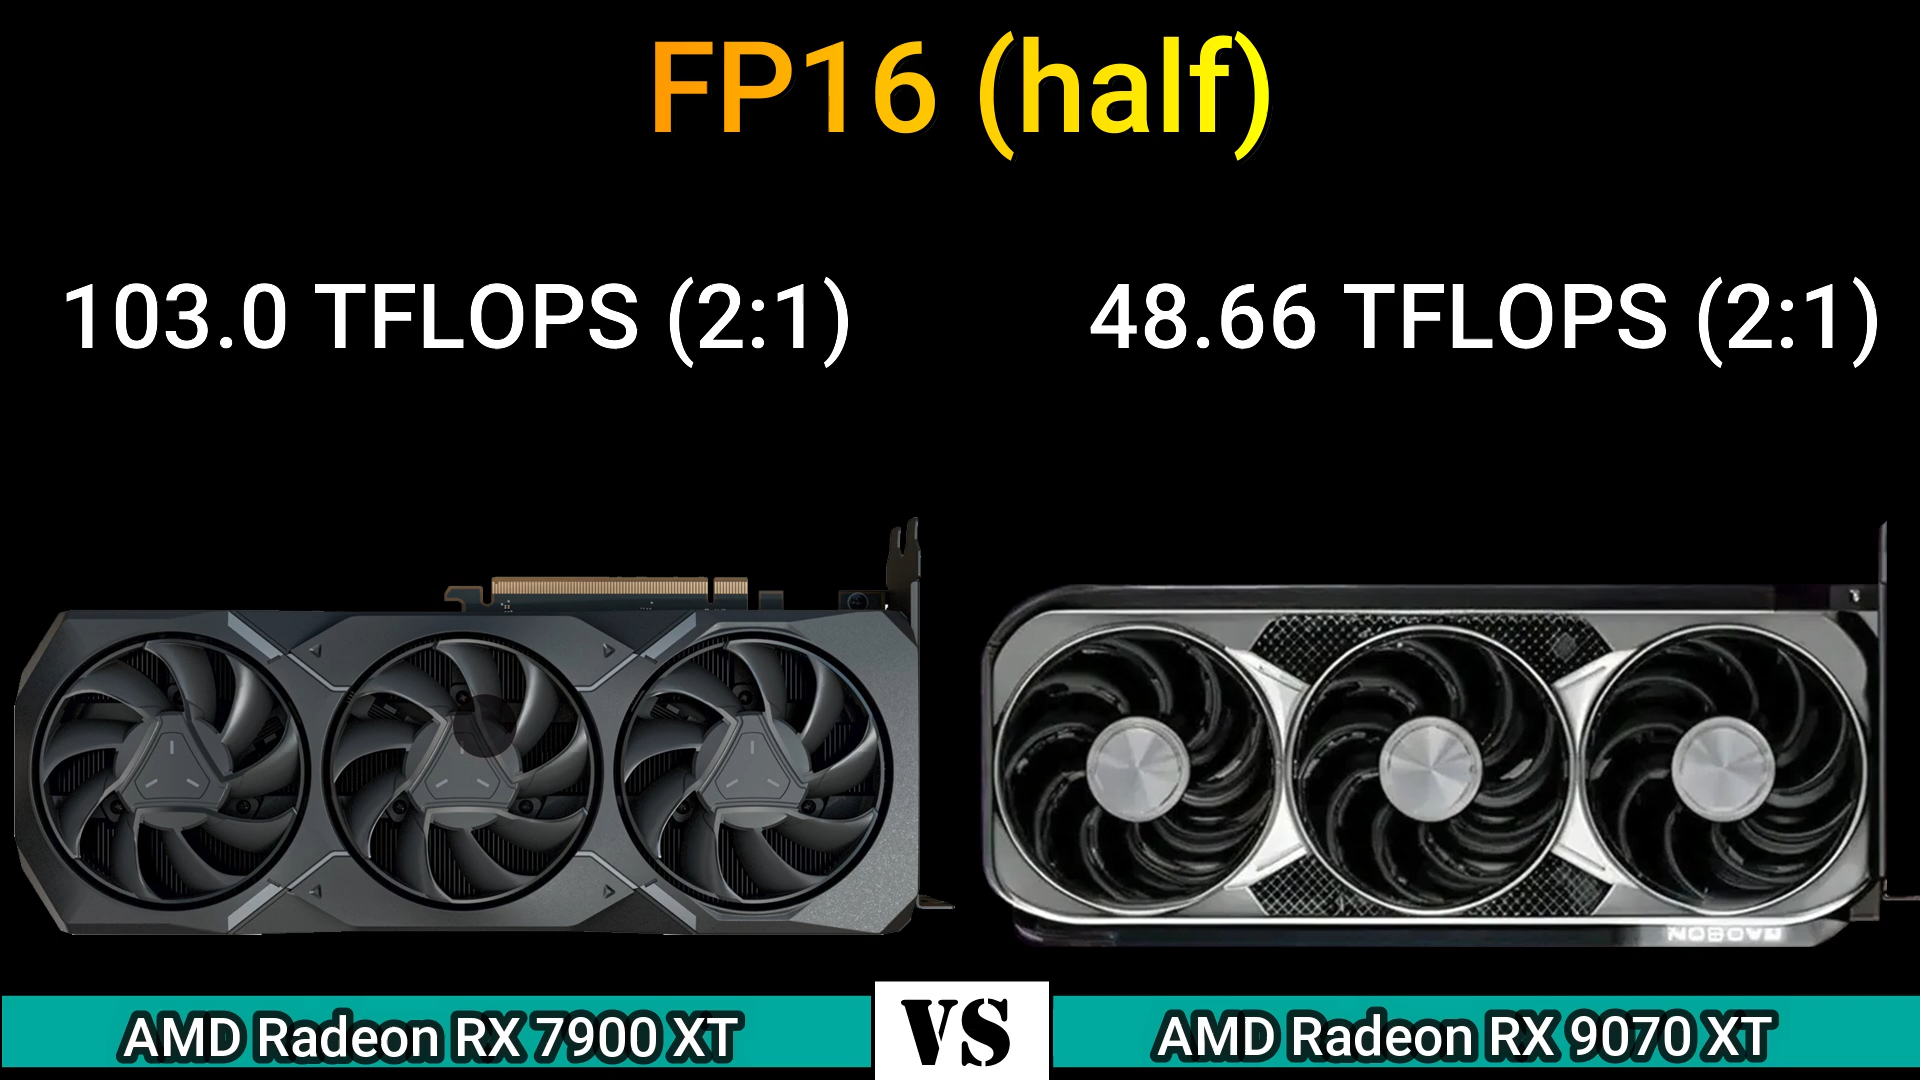 FP16 (half)
103.0 TFLOPS (2:1)
48.66 TFLOPS (2:1)
AMD Radeon RX 7900 XT
VS
AMD Radeon RX 9070 XT